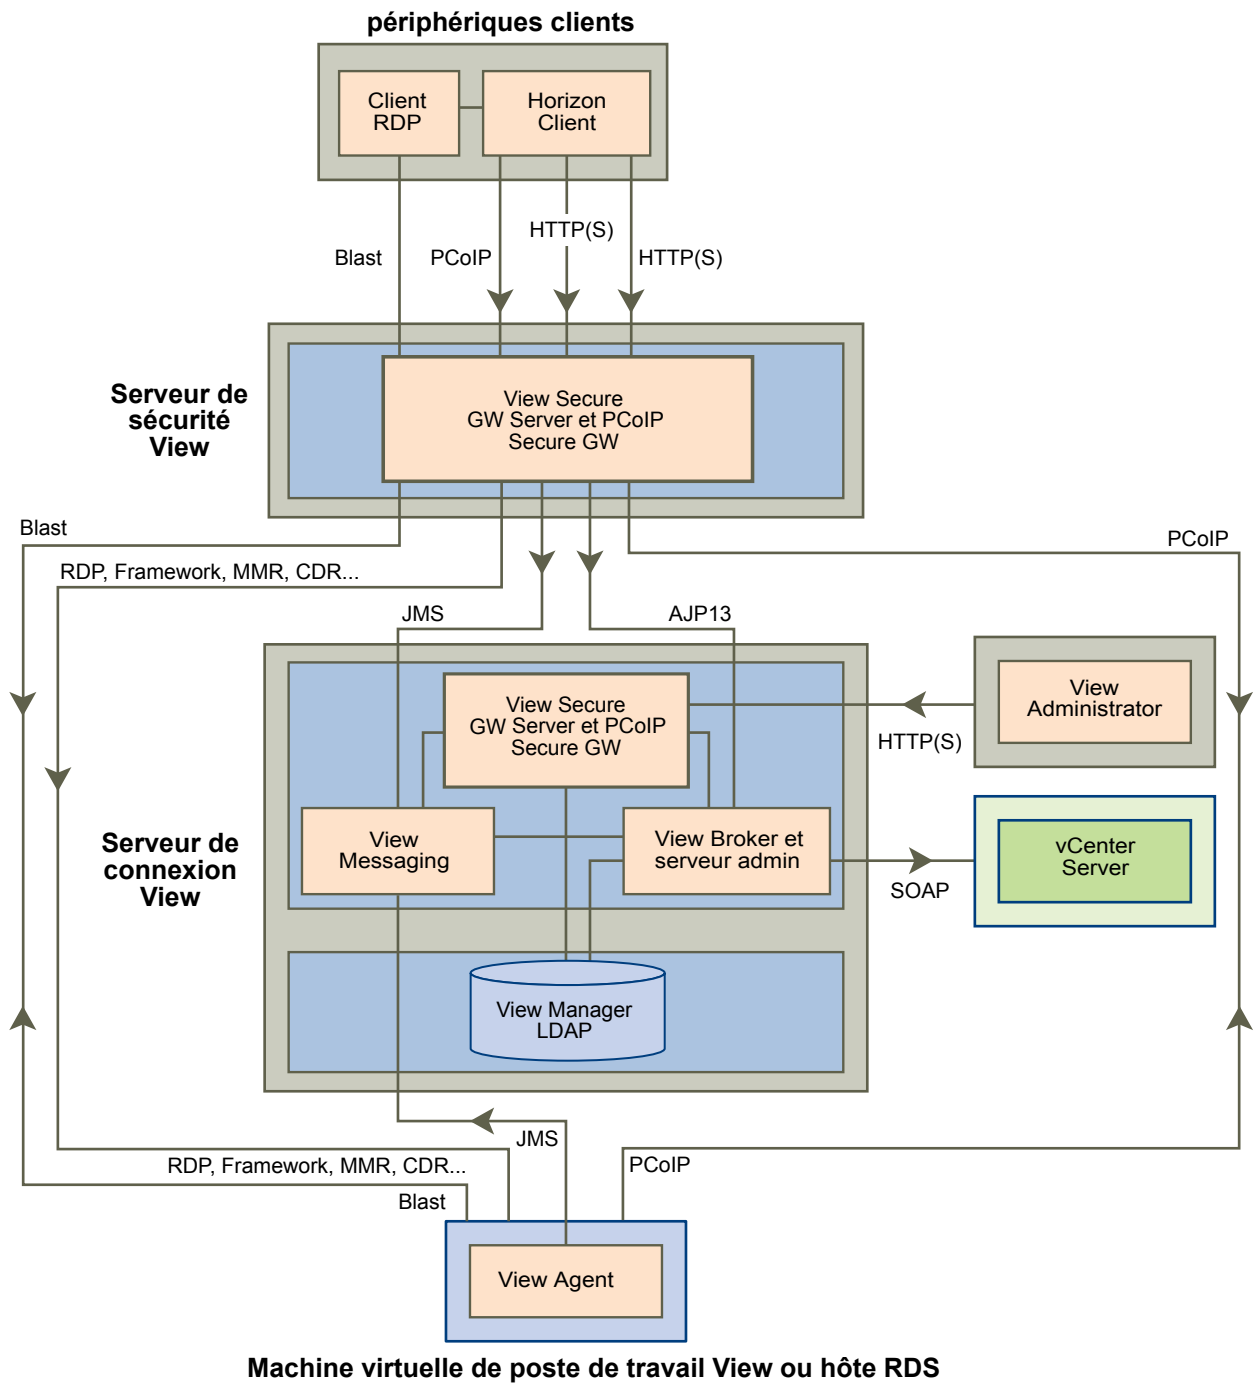 périphériques clients
Client
RDP
Horizon
Client
HTTP(S)
Blast
PCoIP
HTTP(S)
Serveur de
sécurité
View
View Secure
GW Server et PCoIP
Secure GW
Blast
PCoIP
RDP, Framework, MMR, CDR...
JMS
AJP13
View Secure
GW Server et PCoIP
Secure GW
View
Administrator
HTTP(S)
Serveur de
connexion
View
View
Messaging
View Broker et
serveur admin
vCenter
Server
SOAP
View Manager
LDAP
JMS
RDP, Framework, MMR, CDR...
PCoIP
Blast
View Agent
Machine virtuelle de poste de travail View ou hôte RDS